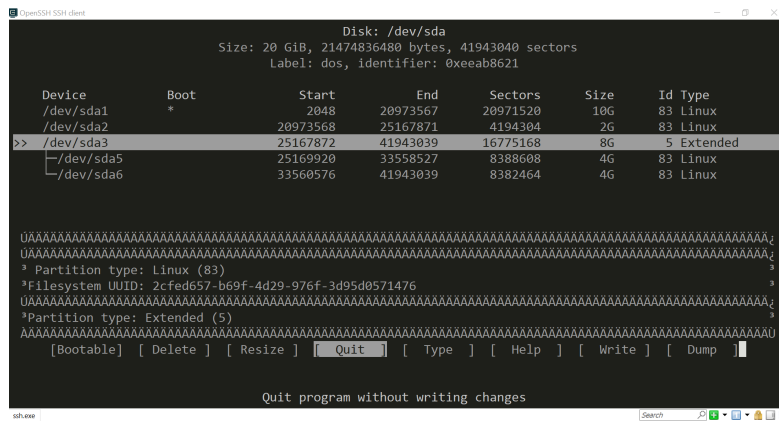 OpenSSH SSH client
Disk: /dev/sda
Size: 20 GiB, 21474836480 bytes, 41943040 sectors
Label: dos, identifier: 0xeeab8621
Device Boot Start End Sectors Size Id Type
/dev/sda1 * 2048 20973567 20971520 10G 83 Linux
/dev/sda2 20973568 25167871 4194304 2G 83 Linux
>> /dev/sda3 25167872 41943039 16775168 8G 5 Extended
├─/dev/sda5 25169920 33558527 8388608 4G 83 Linux
└─/dev/sda6 33560576 41943039 8382464 4G 83 Linux
³ Partition type: Linux (83) ³
³Filesystem UUID: 2cfed657-b69f-4d29-976f-3d95d0571476 ³
³Partition type: Extended (5) ³
[Bootable] [ Delete ] [ Resize ] [ Quit ] [ Type ] [ Help ] [ Write ] [ Dump ]
Quit program without writing changes
ssh.exe Search